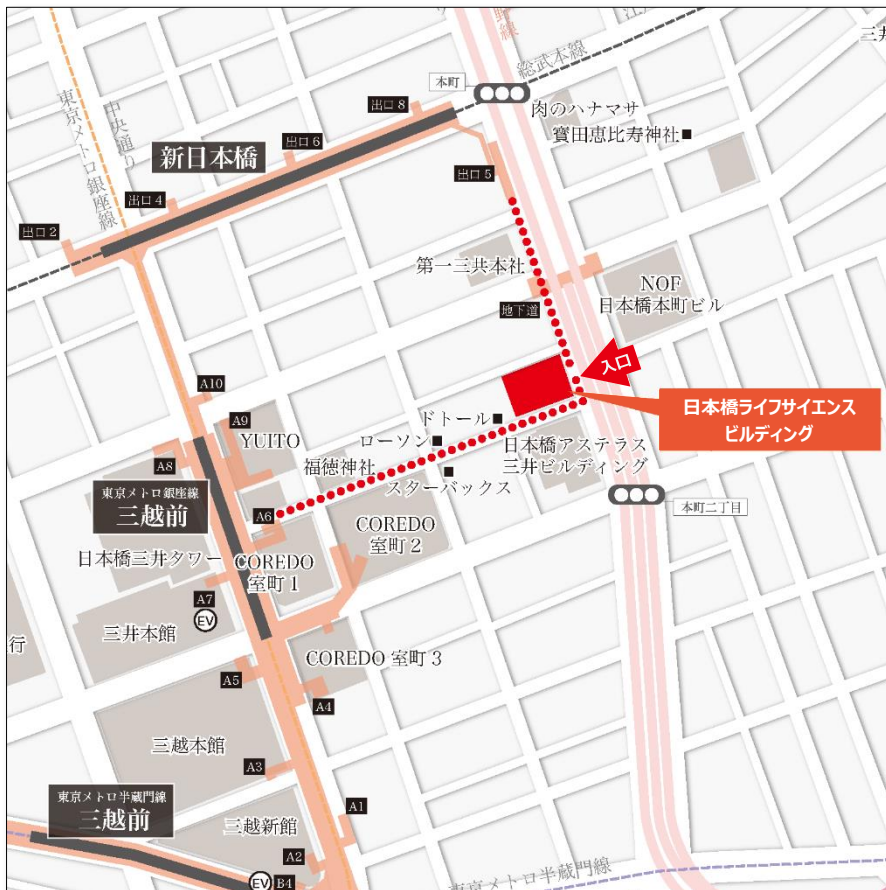 本町
総武本線
三井
肉のハナマサ
寶田恵比寿神社
出口 8
出口 6
出口 5
出口 4
出口 2
新日本橋
中央通り
東京メトロ銀座線
第一三共本社
地下道
NOF
日本橋本町ビル
入口
日本橋ライフサイエンス
ビルディング
A10
A9
YUITO
A8
ドトール
ローソン
福徳神社
スターバックス
日本橋アステラス
三井ビルディング
東京メトロ銀座線
三越前
A6
本町二丁目
日本橋三井タワー
COREDO
室町 1
COREDO
室町 2
A7
EV
三井本館
行
COREDO 室町 3
A5
A4
三越本館
A3
東京メトロ半蔵門線
三越前
A1
三越新館
A2
EV
B4
東京メトロ半蔵門線